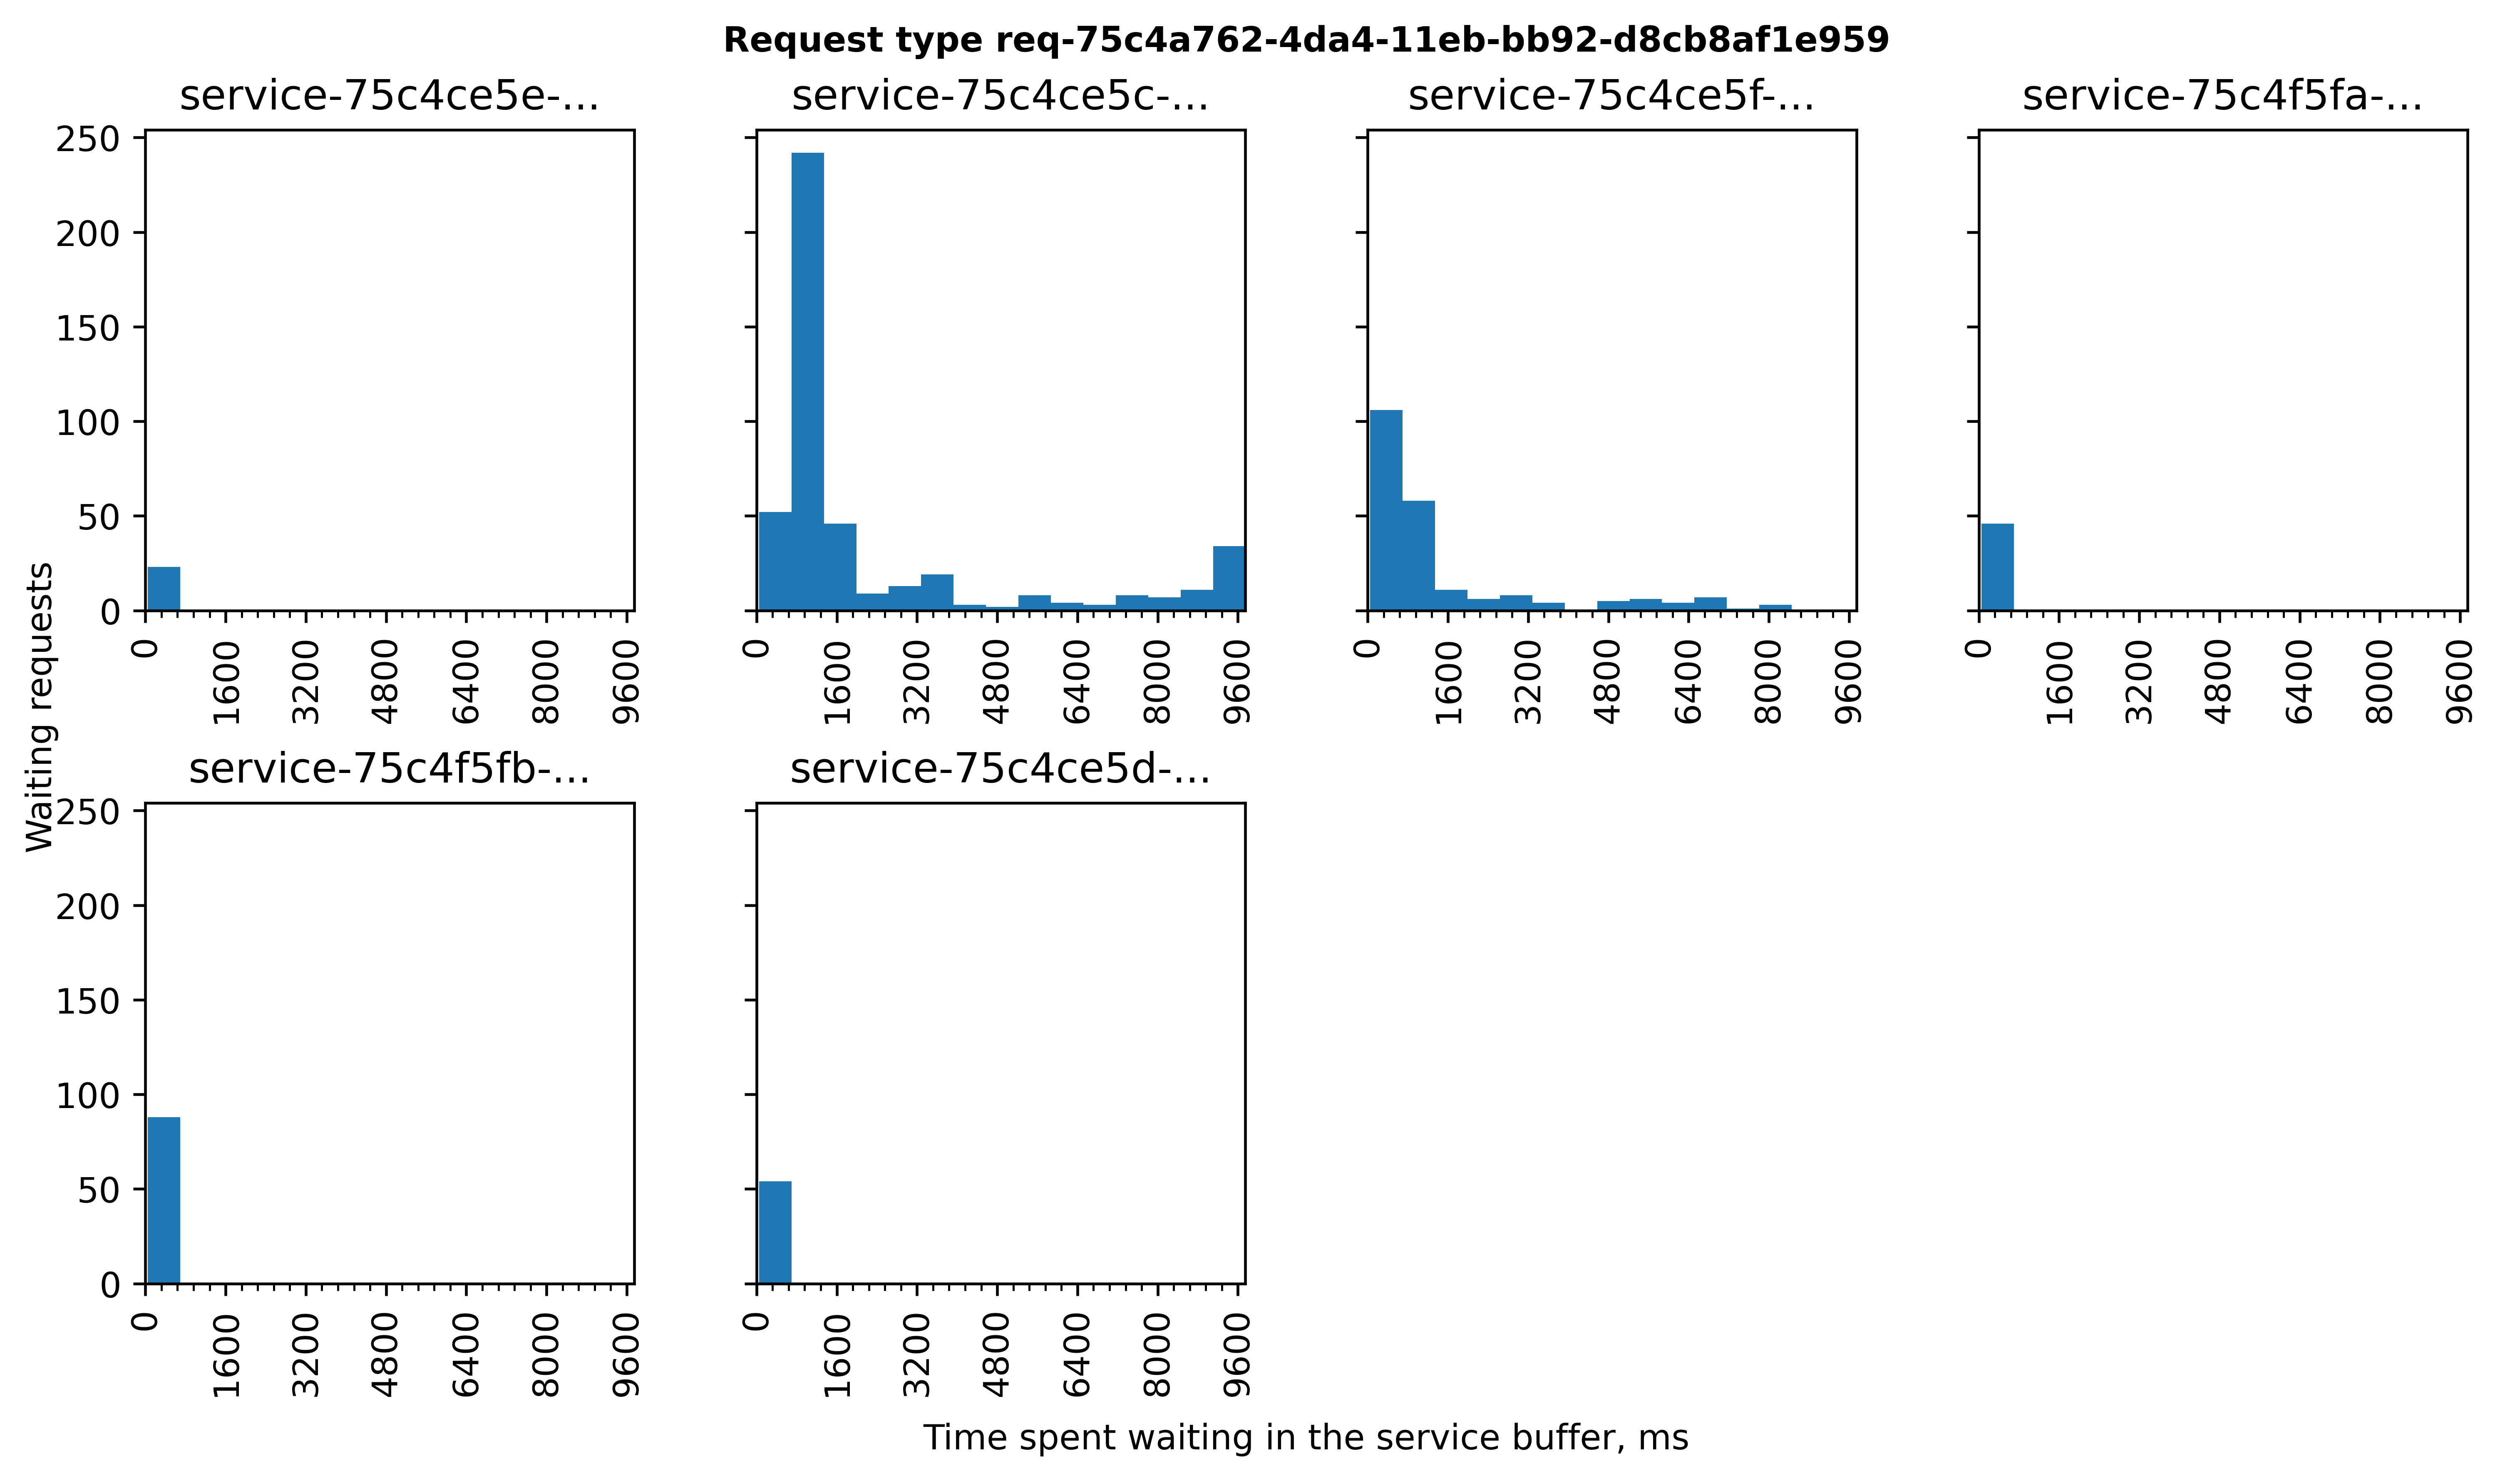 Request type req-75c4a762-4da4-11eb-bb92-d8cb8af1e959
service-75c4ce5e-...
service-75c4ce5c-...
service-75c4ce5f-...
service-75c4f5fa-...
250
200
150
100
50
0
0 1600 3200 4800 6400 8000 9600
0 1600 3200 4800 6400 8000 9600
0 1600 3200 4800 6400 8000 9600
0 1600 3200 4800 6400 8000 9600
Waiting requests
service-75c4f5fb-...
service-75c4ce5d-...
250
200
150
100
50
0
0 1600 3200 4800 6400 8000 9600
0 1600 3200 4800 6400 8000 9600
Time spent waiting in the service buffer, ms